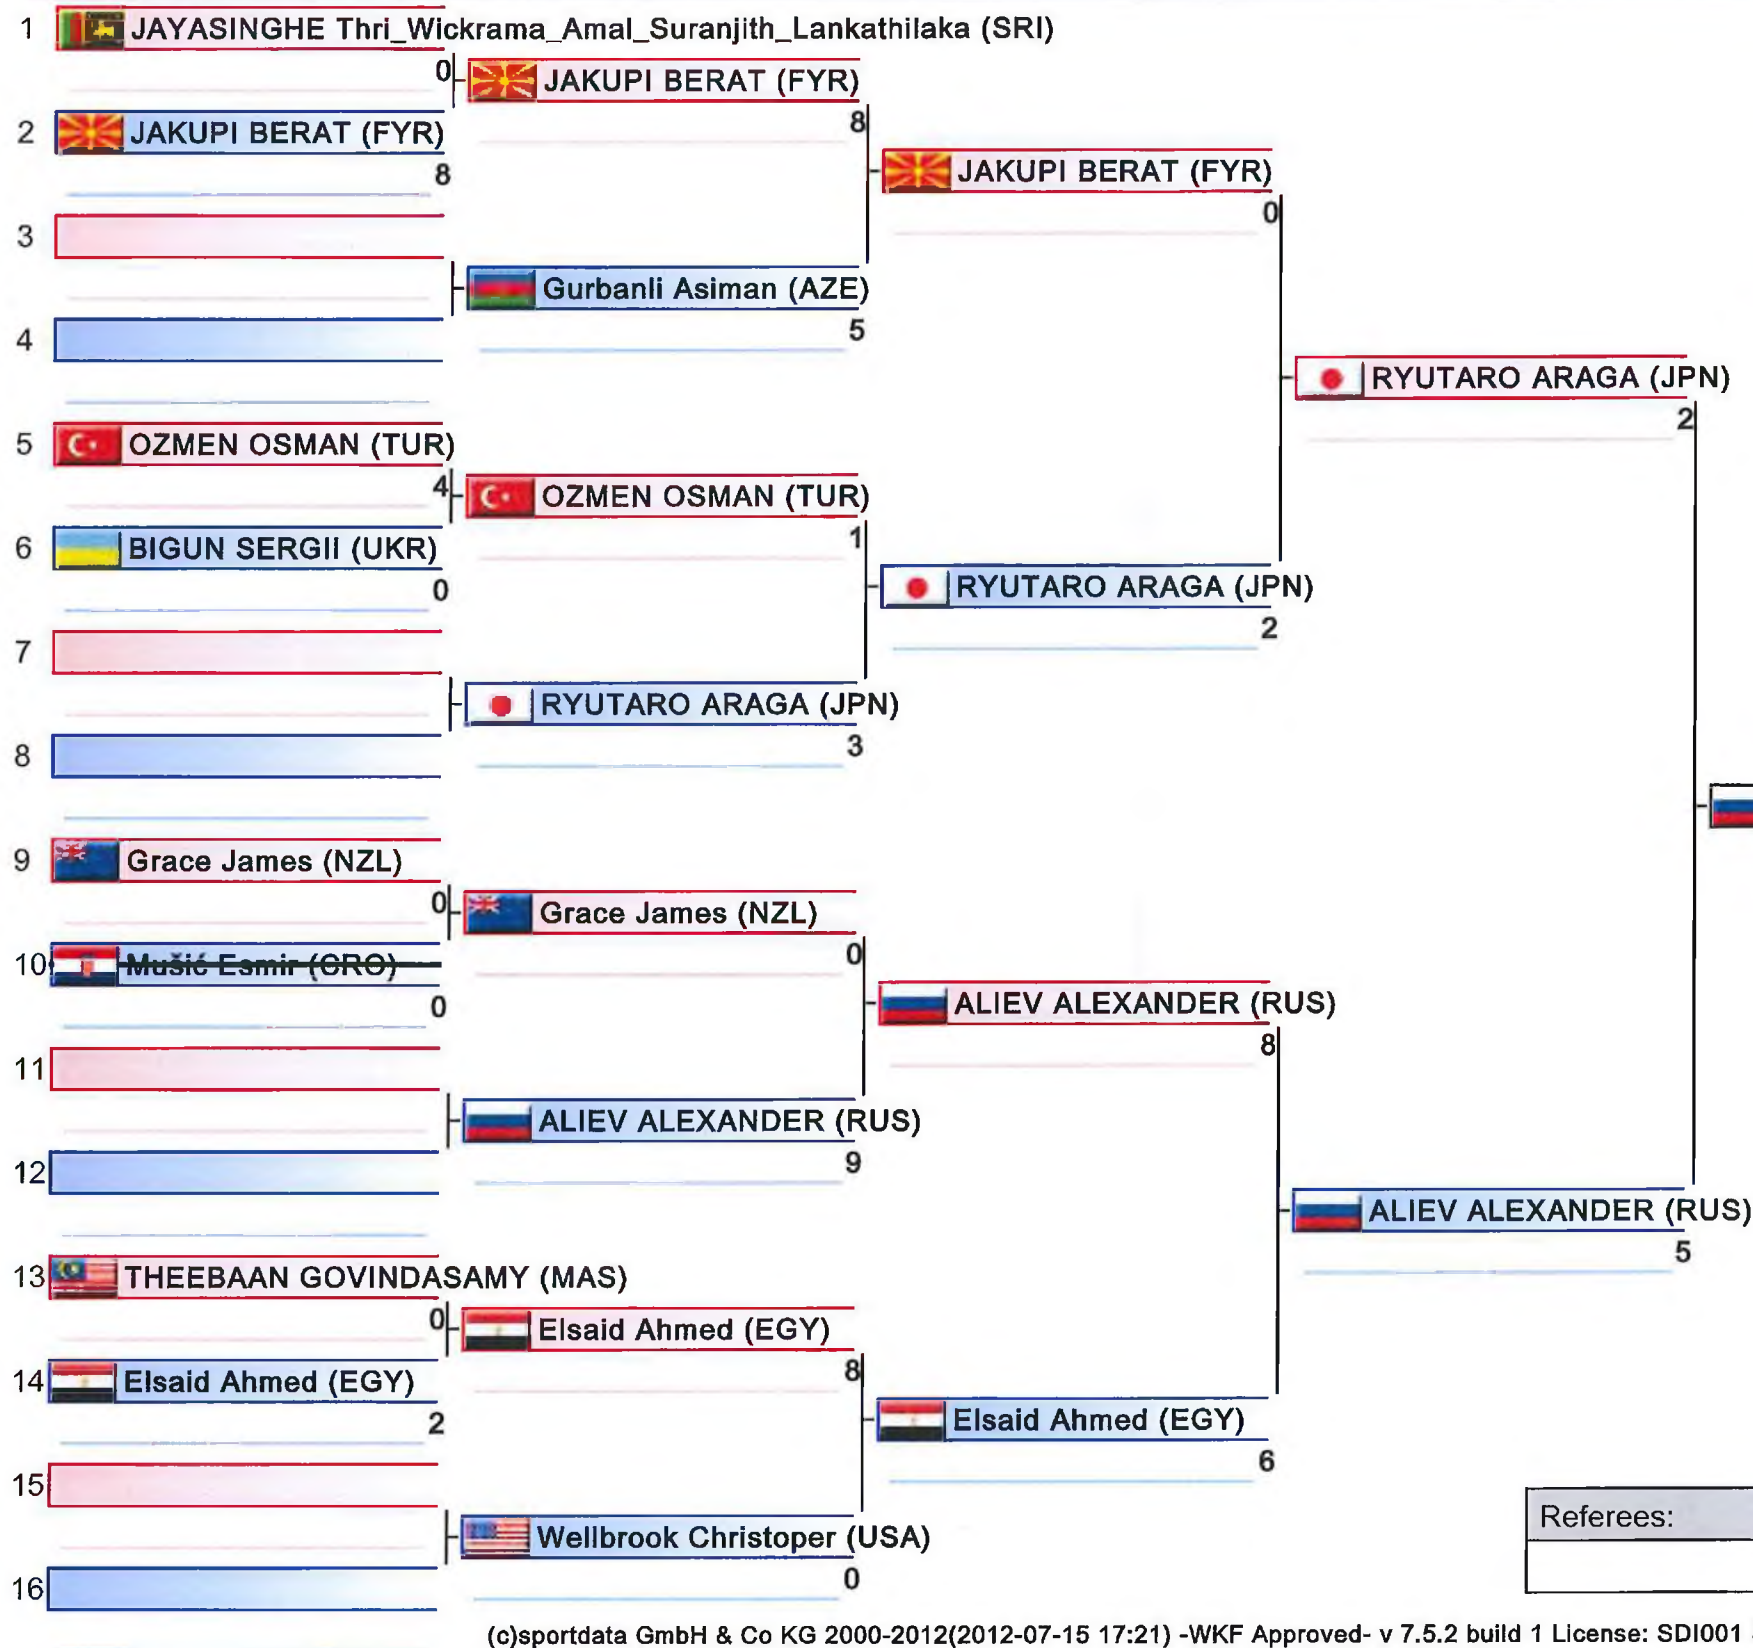 1 JAYASINGHE Thri_Wickrama_Amal_Suranjith_Lankathilaka (SRI)
0
JAKUPI BERAT (FYR)
8
2 JAKUPI BERAT (FYR)
8
JAKUPI BERAT (FYR)
0
3
Gurbanli Asiman (AZE)
5
4
RYUTARO ARAGA (JPN)
2
5 OZMEN OSMAN (TUR)
4
OZMEN OSMAN (TUR)
1
6 BIGUN SERGII (UKR)
0
RYUTARO ARAGA (JPN)
2
7
RYUTARO ARAGA (JPN)
3
8
9 Grace James (NZL)
0
Grace James (NZL)
0
10 Mušić Esmir (CRO)
0
ALIEV ALEXANDER (RUS)
8
11
ALIEV ALEXANDER (RUS)
9
12
ALIEV ALEXANDER (RUS)
5
13 THEEBAAN GOVINDASAMY (MAS)
0
Elsaid Ahmed (EGY)
8
14 Elsaid Ahmed (EGY)
2
Elsaid Ahmed (EGY)
6
15
Wellbrook Christoper (USA)
0
16
Referees:
(c)sportdata GmbH & Co KG 2000-2012(2012-07-15 17:21) -WKF Approved- v 7.5.2 build 1 License: SDI001